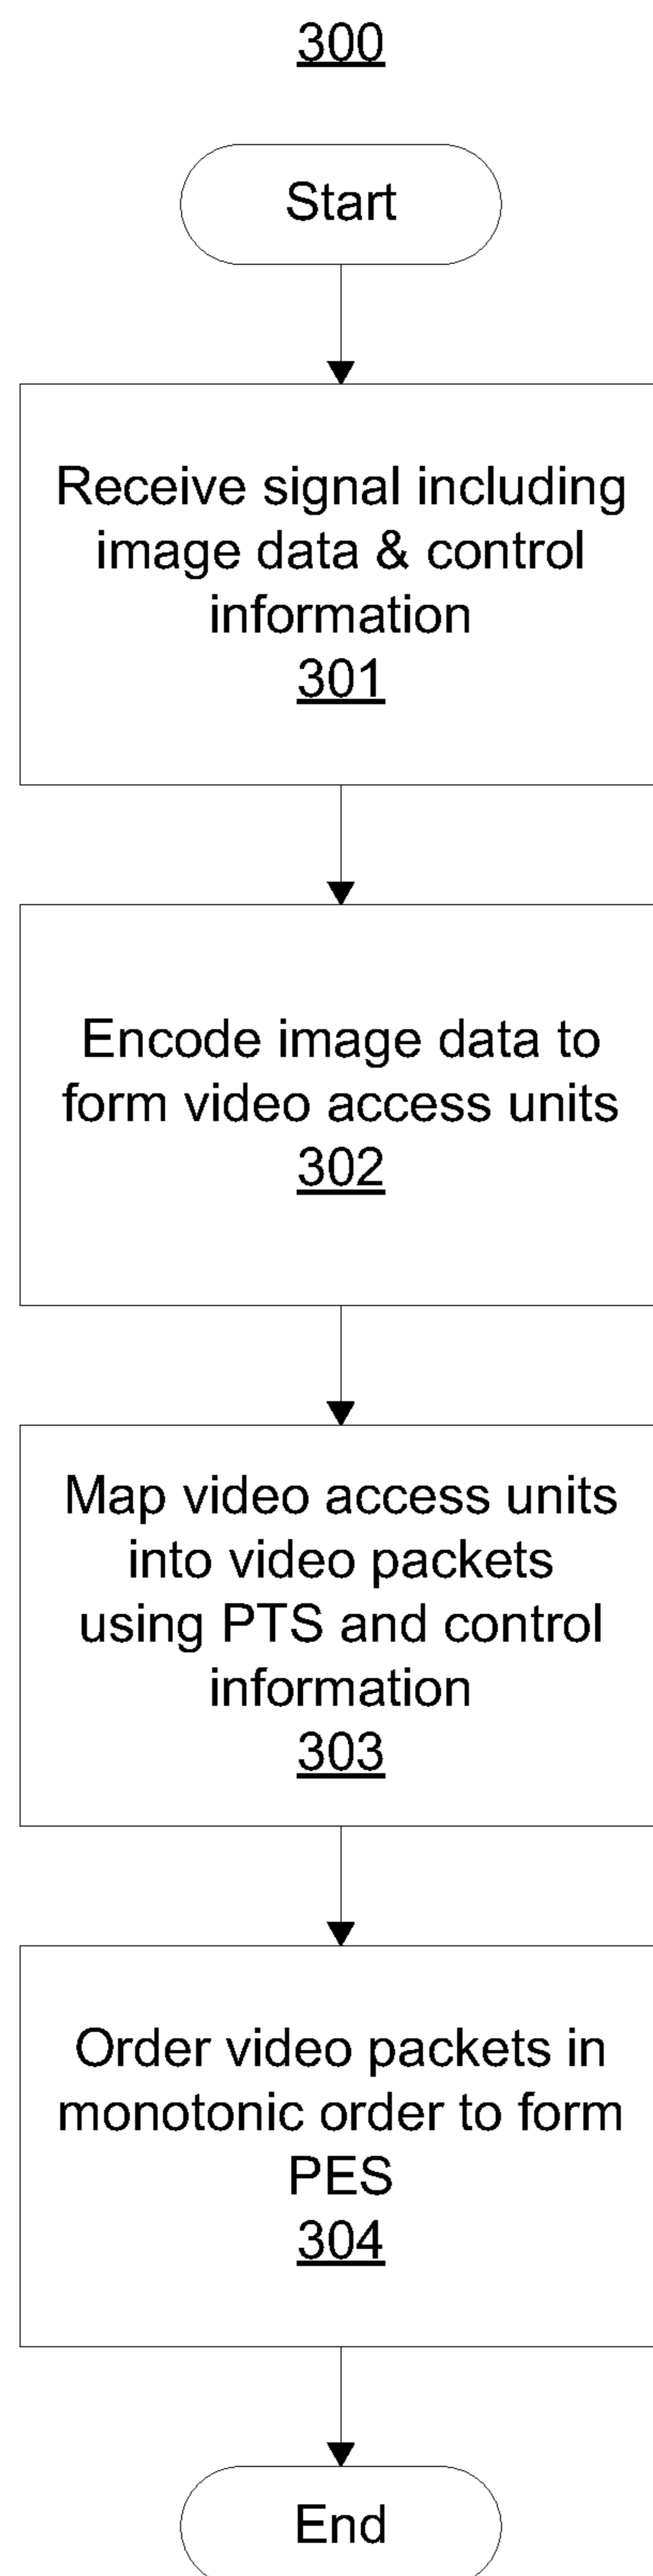 300
Start
Receive signal including
image data & control
information
301
Encode image data to
form video access units
302
Map video access units
into video packets
using PTS and control
information
303
Order video packets in
monotonic order to form
PES
304
End